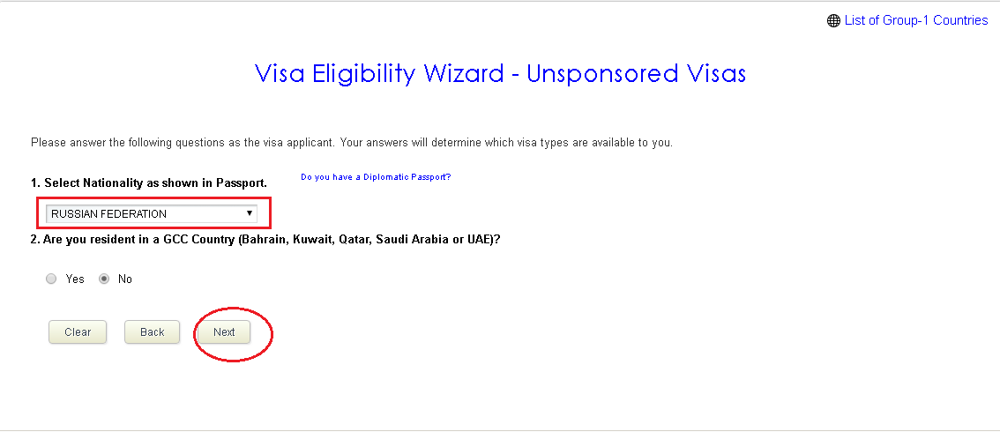 List of Group-1 Countries
Visa Eligibility Wizard - Unsponsored Visas
Please answer the following questions as the visa applicant. Your answers will determine which visa types are available to you.
1. Select Nationality as shown in Passport. Do you have a Diplomatic Passport?
RUSSIAN FEDERATION
2. Are you resident in a GCC Country (Bahrain, Kuwait, Qatar, Saudi Arabia or UAE)?
Yes No
Clear Back Next